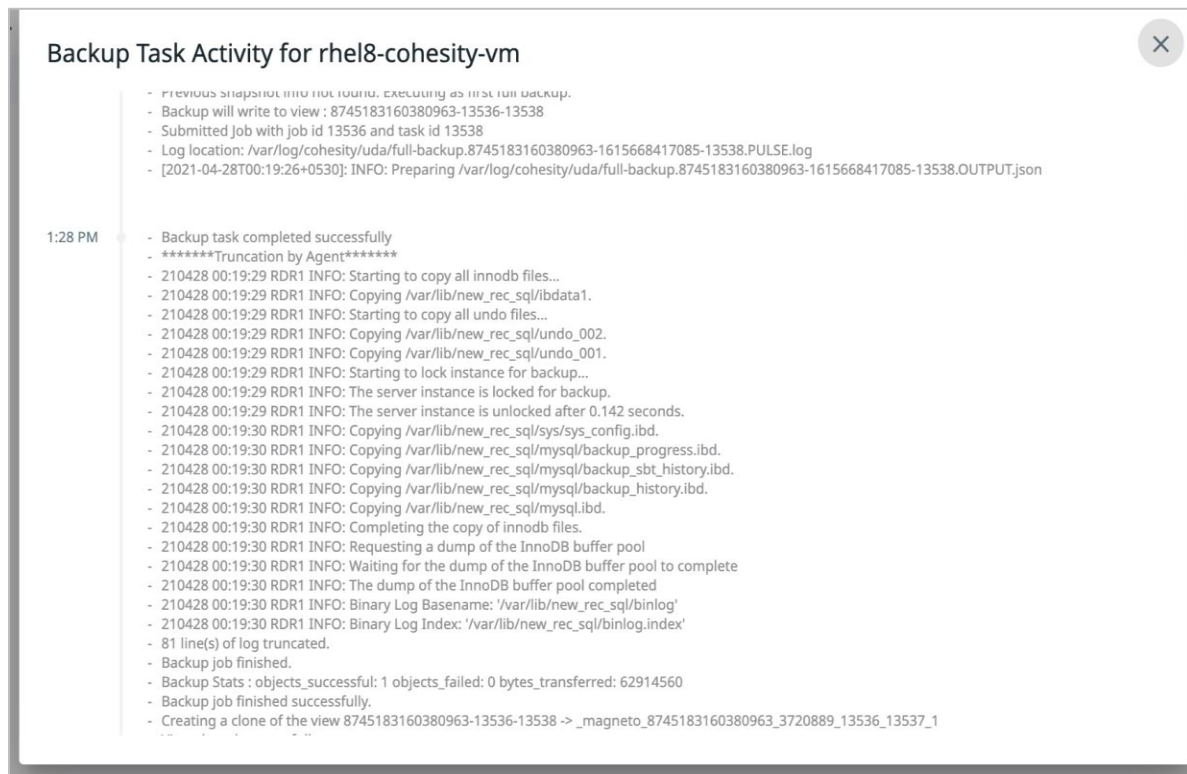 Backup Task Activity for rhel8-cohesity-vm
- Previous snapshot info not found. Executing as first full backup.
- Backup will write to view : 8745183160380963-13536-13538
- Submitted Job with job id 13536 and task id 13538
- Log location: /var/log/cohesity/uda/full-backup.8745183160380963-1615668417085-13538.PULSE.log
- [2021-04-28T00:19:26+0530]: INFO: Preparing /var/log/cohesity/uda/full-backup.8745183160380963-1615668417085-13538.OUTPUT.json
1:28 PM - Backup task completed successfully
- *******Truncation by Agent*******
- 210428 00:19:29 RDR1 INFO: Starting to copy all innodb files...
- 210428 00:19:29 RDR1 INFO: Copying /var/lib/new_rec_sql/ibdata1.
- 210428 00:19:29 RDR1 INFO: Starting to copy all undo files...
- 210428 00:19:29 RDR1 INFO: Copying /var/lib/new_rec_sql/undo_002.
- 210428 00:19:29 RDR1 INFO: Copying /var/lib/new_rec_sql/undo_001.
- 210428 00:19:29 RDR1 INFO: Starting to lock instance for backup...
- 210428 00:19:29 RDR1 INFO: The server instance is locked for backup.
- 210428 00:19:29 RDR1 INFO: The server instance is unlocked after 0.142 seconds.
- 210428 00:19:30 RDR1 INFO: Copying /var/lib/new_rec_sql/sys/sys_config.ibd.
- 210428 00:19:30 RDR1 INFO: Copying /var/lib/new_rec_sql/mysql/backup_progress.ibd.
- 210428 00:19:30 RDR1 INFO: Copying /var/lib/new_rec_sql/mysql/backup_sbt_history.ibd.
- 210428 00:19:30 RDR1 INFO: Copying /var/lib/new_rec_sql/mysql/backup_history.ibd.
- 210428 00:19:30 RDR1 INFO: Copying /var/lib/new_rec_sql/mysql.ibd.
- 210428 00:19:30 RDR1 INFO: Completing the copy of innodb files.
- 210428 00:19:30 RDR1 INFO: Requesting a dump of the InnoDB buffer pool
- 210428 00:19:30 RDR1 INFO: Waiting for the dump of the InnoDB buffer pool to complete
- 210428 00:19:30 RDR1 INFO: The dump of the InnoDB buffer pool completed
- 210428 00:19:30 RDR1 INFO: Binary Log Basename: '/var/lib/new_rec_sql/binlog'
- 210428 00:19:30 RDR1 INFO: Binary Log Index: '/var/lib/new_rec_sql/binlog.index'
- 81 line(s) of log truncated.
- Backup job finished.
- Backup Stats : objects_successful: 1 objects_failed: 0 bytes_transferred: 62914560
- Backup job finished successfully.
- Creating a clone of the view 8745183160380963-13536-13538 -> _magneto_8745183160380963_3720889_13536_13537_1